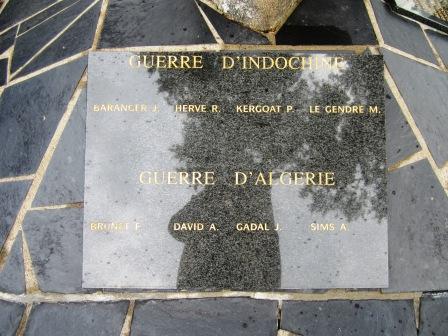 GUERRE D'INDOCHINE
BARANGER J. HERVE R. KERGOAT P. LE GENDRE M.
GUERRE D'ALGERIE
BRUNET F. DAVID A. GADAL J. SIMS A.